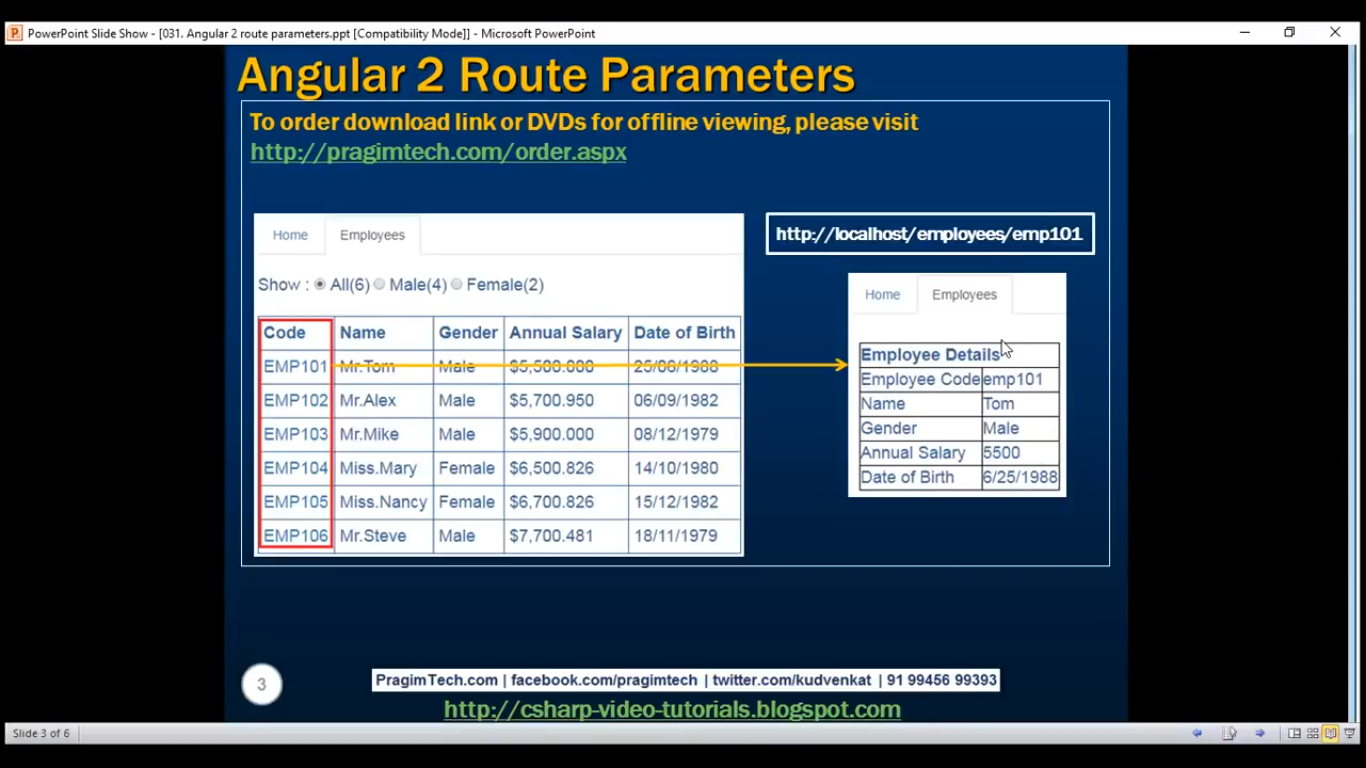 PowerPoint Slide Show - [031. Angular 2 route parameters.ppt [Compatibility Mode]] - Microsoft PowerPoint
Angular 2 Route Parameters
To order download link or DVDs for offline viewing, please visit
http://pragimtech.com/order.aspx
Home Employees
Show : All(6) Male(4) Female(2)
Code Name Gender Annual Salary Date of Birth
EMP101 Mr.Tom Male $5,500.000 25/06/1988
EMP102 Mr.Alex Male $5,700.950 06/09/1982
EMP103 Mr.Mike Male $5,900.000 08/12/1979
EMP104 Miss.Mary Female $6,500.826 14/10/1980
EMP105 Miss.Nancy Female $6,700.826 15/12/1982
EMP106 Mr.Steve Male $7,700.481 18/11/1979
http://localhost/employees/emp101
Home Employees
Employee Details
Employee Code emp101
Name Tom
Gender Male
Annual Salary 5500
Date of Birth 6/25/1988
3
PragimTech.com | facebook.com/pragimtech | twitter.com/kudvenkat | 91 99456 99393
http://csharp-video-tutorials.blogspot.com
Slide 3 of 6